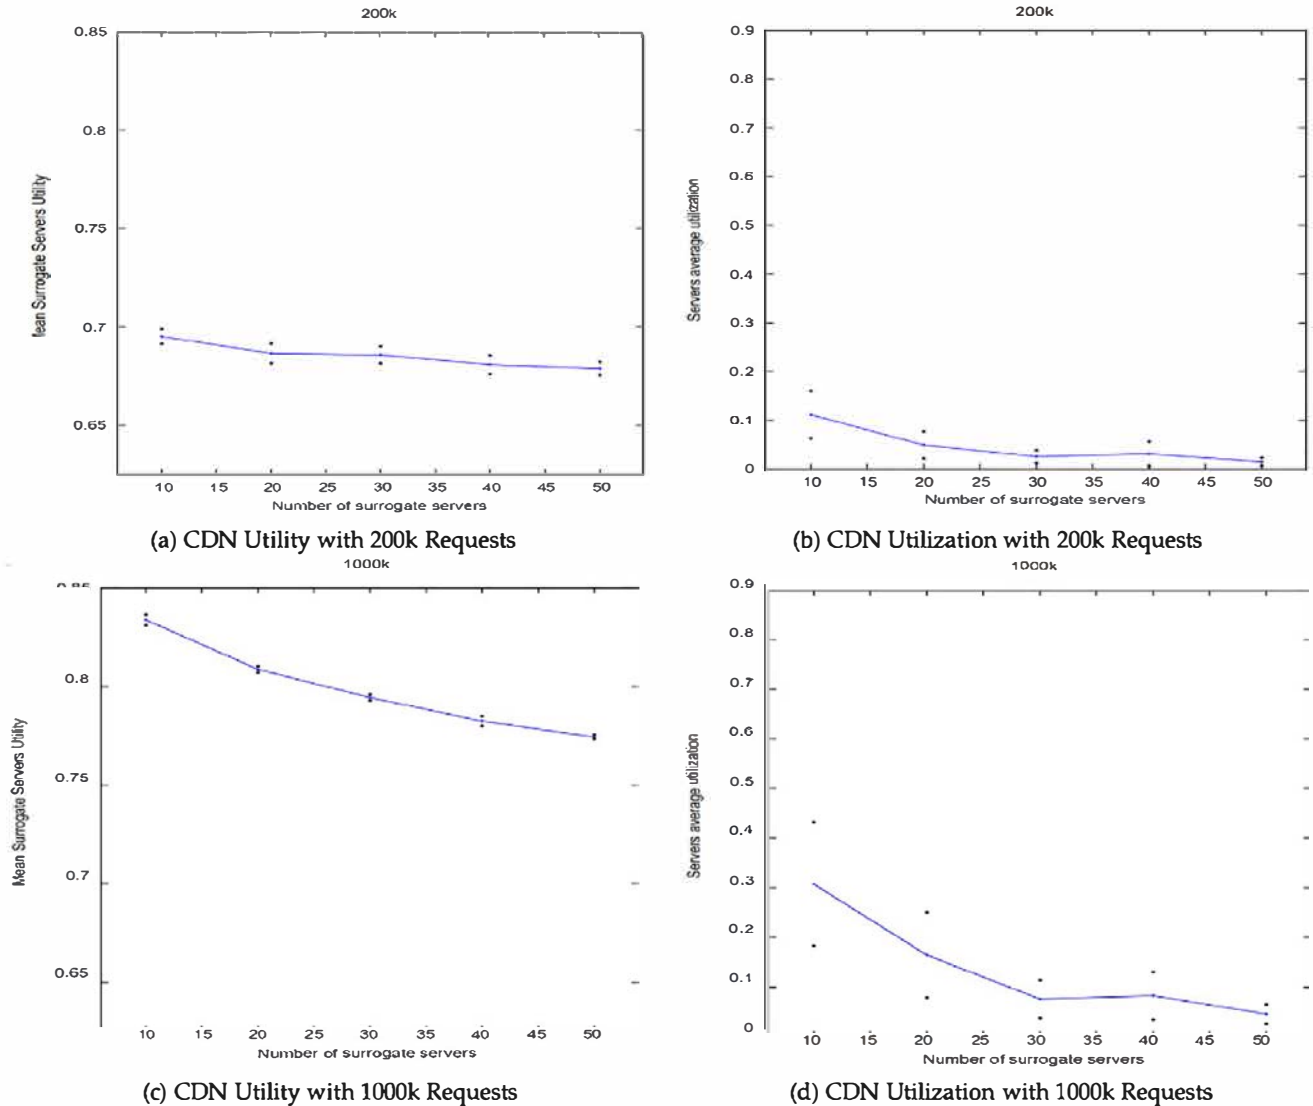 200k
0.85
0.8
0.75
0.7
0.65
Servers Utility
Surrogate
10 15 20 25 30 35 40 45 50
Number of surrogate servers
(a) CDN Utility with 200k Requests
200k
0.9
0.8
0.7
0.6
0.5
0.4
0.3
0.2
0.1
0
Servers average utilization
10 15 20 25 30 35 40 45 50
Number of surrogate servers
(b) CDN Utilization with 200k Requests
1000k
0.8
0.75
0.7
0.65
Mean Surrogate Servers Utility
10 15 20 25 30 35 40 45 50
Number of surrogate servers
(c) CDN Utility with 1000k Requests
1000k
0.9
0.8
0.7
0.6
0.5
0.4
0.3
0.2
0.1
0
Servers average utilization
10 15 20 25 30 35 40 45 50
Number of surrogate servers
(d) CDN Utilization with 1000k Requests